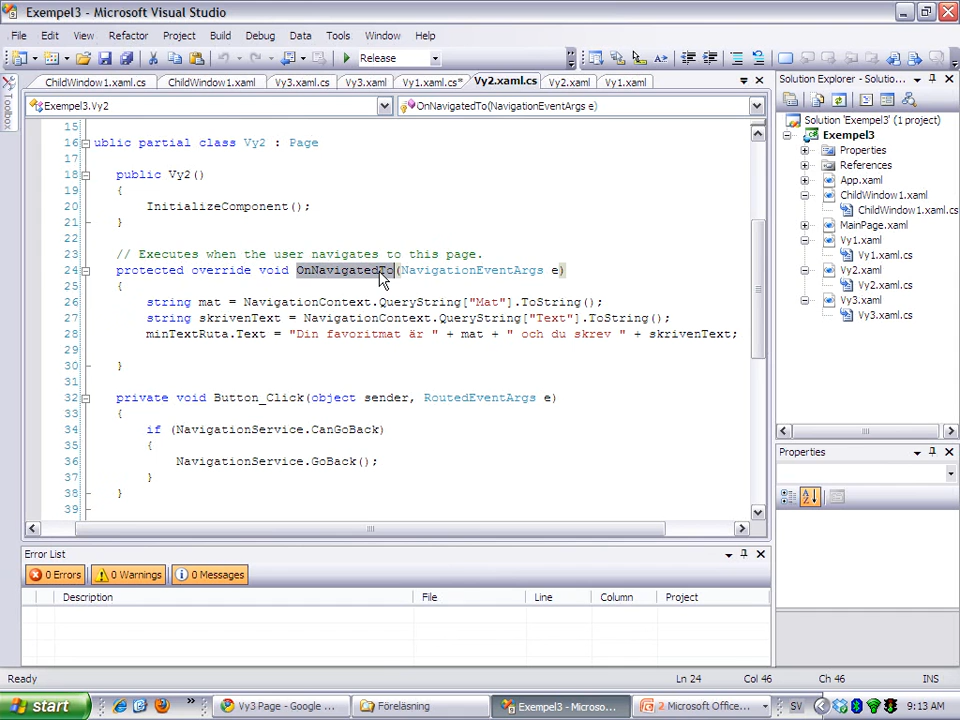 Exempel3 - Microsoft Visual Studio
File Edit View Refactor Project Build Debug Data Tools Window Help
Release
Toolbox
ChildWindow1.xaml.cs ChildWindow1.xaml Vy3.xaml.cs Vy3.xaml Vy1.xaml.cs* Vy2.xaml.cs Vy2.xaml Vy1.xaml
Exempel3.Vy2 OnNavigatedTo(NavigationEventArgs e)
15
16 ublic partial class Vy2 : Page
17
18 public Vy2()
19 {
20 InitializeComponent();
21 }
22
23 // Executes when the user navigates to this page.
24 protected override void OnNavigatedTo(NavigationEventArgs e)
25 {
26 string mat = NavigationContext.QueryString["Mat"].ToString();
27 string skrivenText = NavigationContext.QueryString["Text"].ToString();
28 minTextRuta.Text = "Din favoritmat är " + mat + " och du skrev " + skrivenText;
29
30 }
31
32 private void Button_Click(object sender, RoutedEventArgs e)
33 {
34 if (NavigationService.CanGoBack)
35 {
36 NavigationService.GoBack();
37 }
38 }
39
Solution Explorer - Solutio...
Solution 'Exempel3' (1 project)
Exempel3
Properties
References
App.xaml
ChildWindow1.xaml
ChildWindow1.xaml.cs
MainPage.xaml
Vy1.xaml
Vy1.xaml.cs
Vy2.xaml
Vy2.xaml.cs
Vy3.xaml
Vy3.xaml.cs
Properties
Error List
0 Errors 0 Warnings 0 Messages
Description File Line Column Project
Ready Ln 24 Col 46 Ch 46 INS
start Vy3 Page - Google ... Föreläsning Exempel3 - Microso... 2 Microsoft Office... SV 9:13 AM